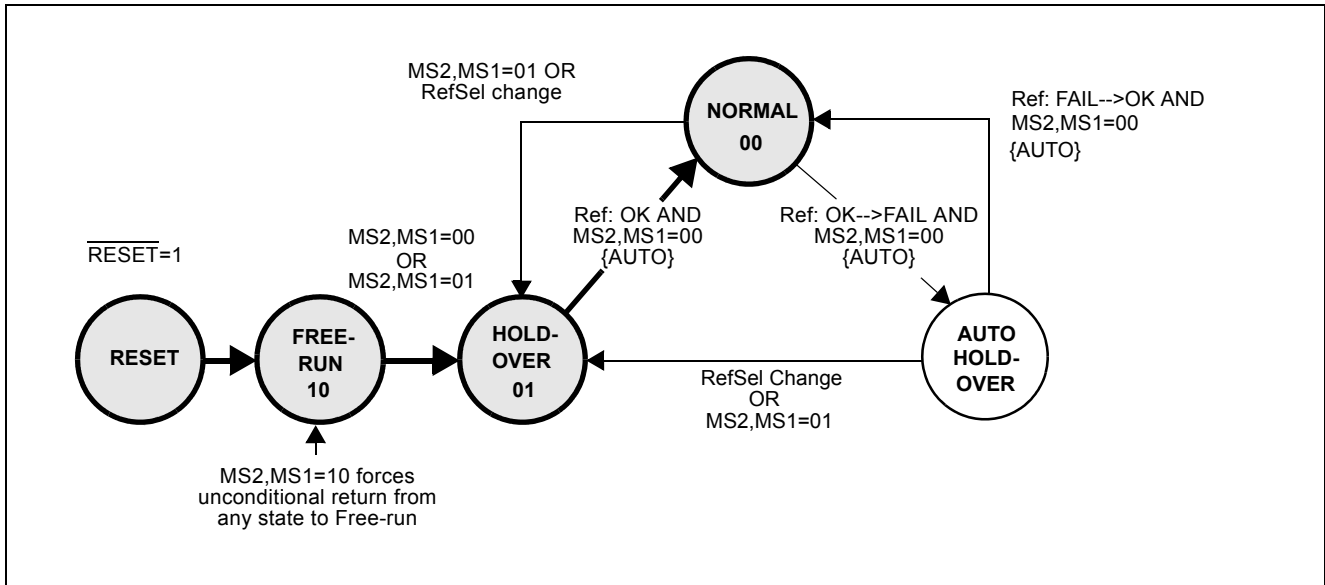 MS2,MS1=01 OR
RefSel change
NORMAL
00
Ref: FAIL-->OK AND
MS2,MS1=00
{AUTO}
Ref: OK AND
MS2,MS1=00
{AUTO}
Ref: OK-->FAIL AND
MS2,MS1=00
{AUTO}
RESET=1
MS2,MS1=00
OR
MS2,MS1=01
RESET
FREE-
RUN
10
HOLD-
OVER
01
AUTO
HOLD-
OVER
RefSel Change
OR
MS2,MS1=01
MS2,MS1=10 forces
unconditional return from
any state to Free-run